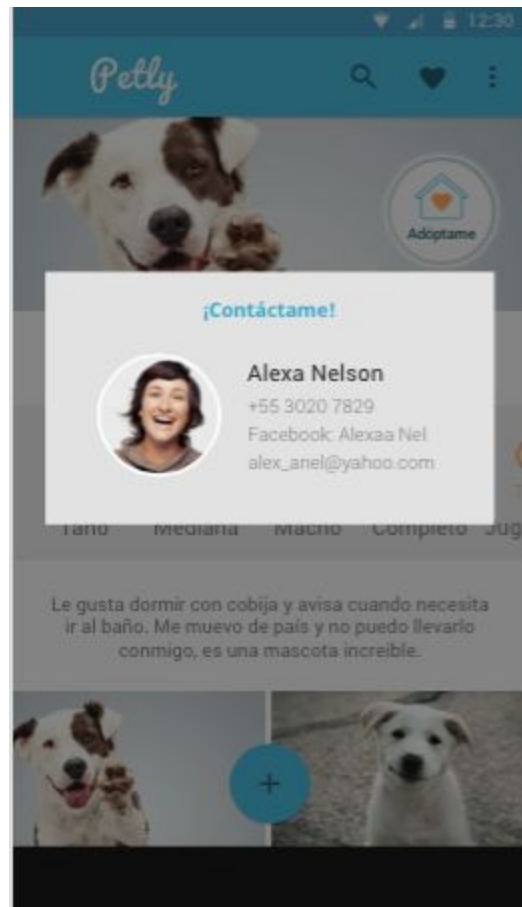 12:30
Petly
Adoptame
¡Contáctame!
Alexa Nelson
+55 3020 7829
Facebook: Alexaa Nel
alex_anel@yahoo.com
Tano Mediana Macho Completo Jug
Le gusta dormir con cobija y avisa cuando necesita
ir al baño. Me muevo de país y no puedo llevarlo
conmigo, es una mascota increible.